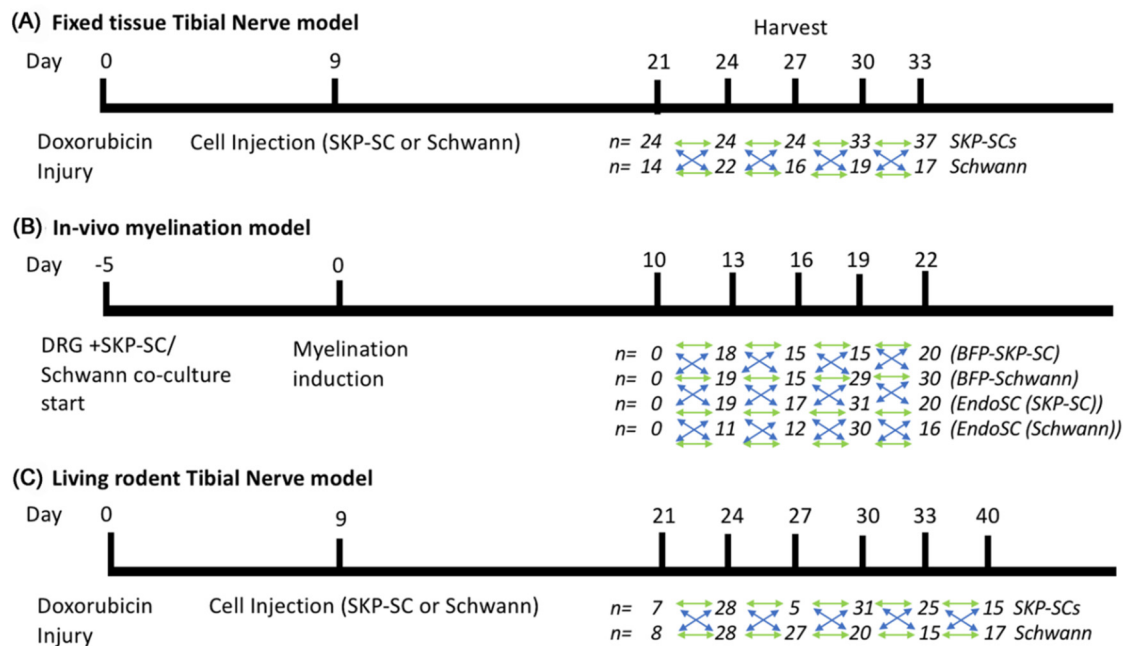 (A) Fixed tissue Tibial Nerve model
Harvest
Day 0 9 21 24 27 30 33
Doxorubicin Injury
Cell Injection (SKP-SC or Schwann)
n= 24 24 24 33 37 SKP-SCs
n= 14 22 16 19 17 Schwann
(B) In-vivo myelination model
Day -5 0 10 13 16 19 22
DRG +SKP-SC/
Schwann co-culture
start
Myelination
induction
n= 0 18 15 15 20 (BFP-SKP-SC)
n= 0 19 15 29 30 (BFP-Schwann)
n= 0 19 17 31 20 (EndoSC (SKP-SC))
n= 0 11 12 30 16 (EndoSC (Schwann))
(C) Living rodent Tibial Nerve model
Day 0 9 21 24 27 30 33 40
Doxorubicin
Injury
Cell Injection (SKP-SC or Schwann)
n= 7 28 5 31 25 15 SKP-SCs
n= 8 28 27 20 15 17 Schwann